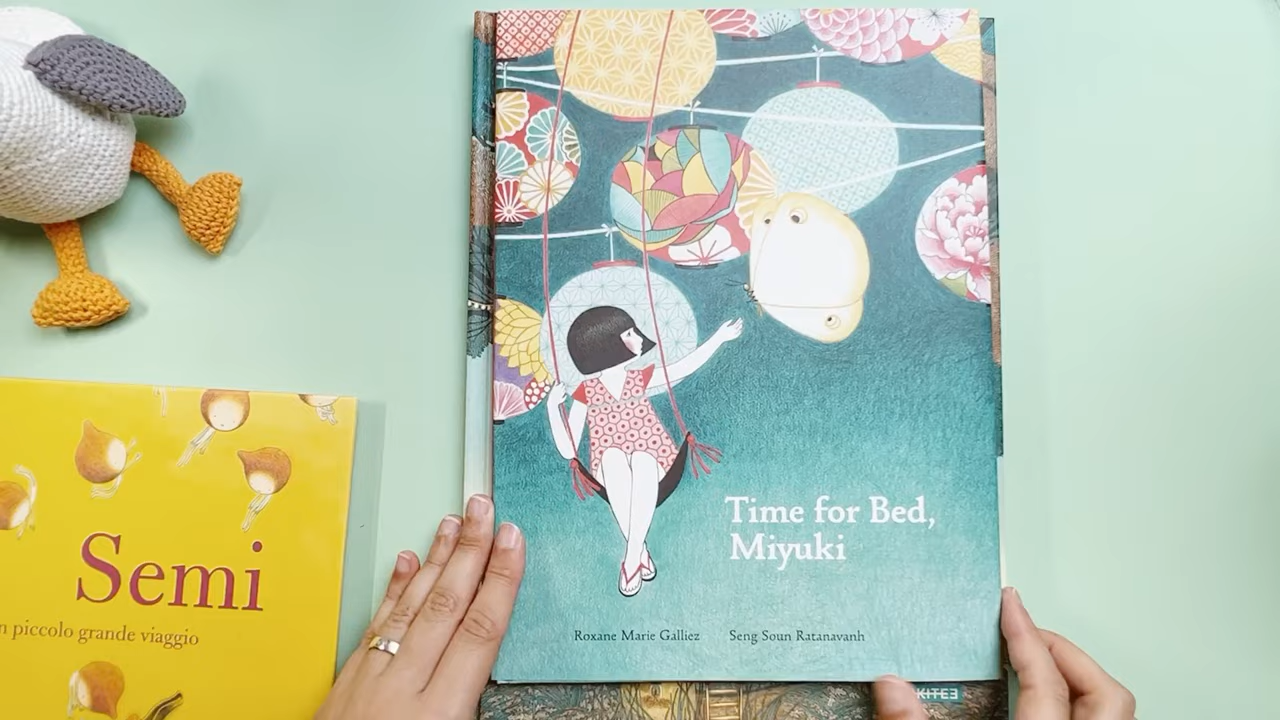 Time for Bed,
Miyuki
Roxane Marie Galliez
Seng Soun Ratanavanh
Semi
piccolo grande viaggio